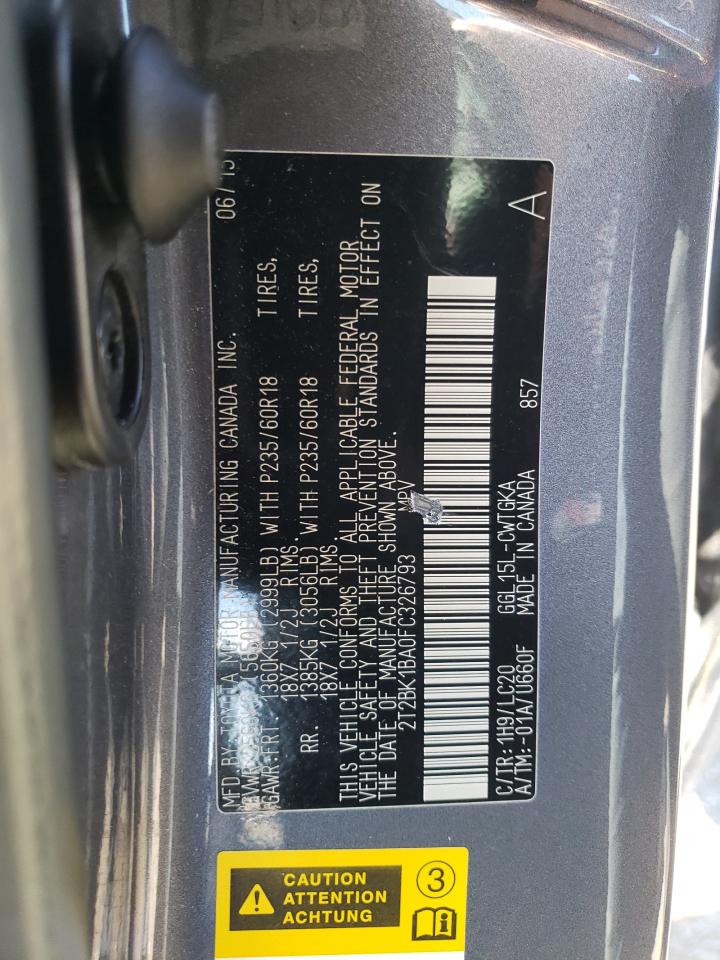 MFD. BY TOYOTA MOTOR MANUFACTURING CANADA INC. 06/15
GAWR FRT. 1360KG (2999LB) WITH P235/60R18 TIRES,
18X7 1/2J RIMS.
RR. 1385KG (3056LB) WITH P235/60R18 TIRES,
18X7 1/2J RIMS.
THIS VEHICLE CONFORMS TO ALL APPLICABLE FEDERAL MOTOR
VEHICLE SAFETY AND THEFT PREVENTION STANDARDS IN EFFECT ON
THE DATE OF MANUFACTURE SHOWN ABOVE.
2T2BK1BA0FC326793 MPV
C/TR: 1H9/LC20 GGL15L-CWTGKA 857
A/TM:-01A/U660F MADE IN CANADA A
CAUTION
ATTENTION
ACHTUNG
3